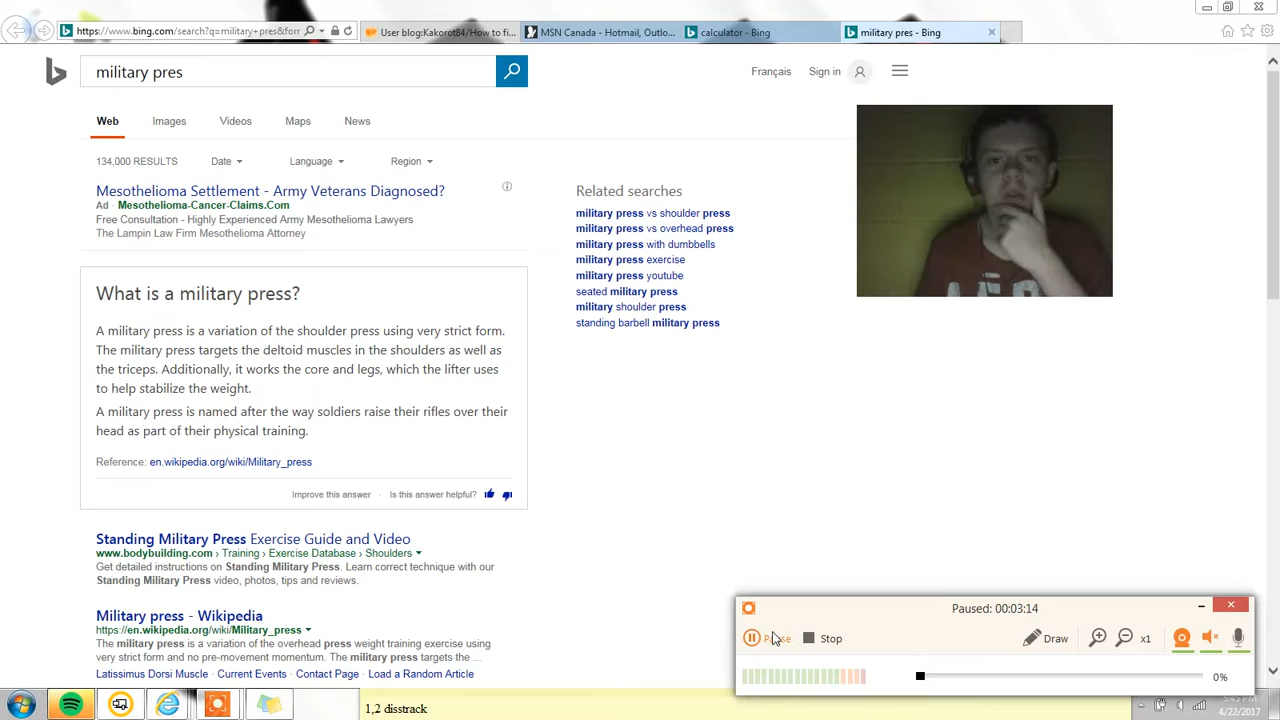 https://www.bing.com/search?q=military+pres&forr
User blog:Kakorot84/How to fi...
MSN Canada - Hotmail, Outlo...
calculator - Bing
military pres - Bing
military pres
Français
Sign in
Web
Images
Videos
Maps
News
134,000 RESULTS
Date
Language
Region
Mesothelioma Settlement - Army Veterans Diagnosed?
Ad · Mesothelioma-Cancer-Claims.Com
Free Consultation - Highly Experienced Army Mesothelioma Lawyers
The Lampin Law Firm Mesothelioma Attorney
Related searches
military press vs shoulder press
military press vs overhead press
military press with dumbbells
military press exercise
military press youtube
seated military press
military shoulder press
standing barbell military press
What is a military press?
A military press is a variation of the shoulder press using very strict form.
The military press targets the deltoid muscles in the shoulders as well as
the triceps. Additionally, it works the core and legs, which the lifter uses
to help stabilize the weight.
A military press is named after the way soldiers raise their rifles over their
head as part of their physical training.
Reference: en.wikipedia.org/wiki/Military_press
Improve this answer · Is this answer helpful?
Standing Military Press Exercise Guide and Video
www.bodybuilding.com › Training › Exercise Database › Shoulders
Get detailed instructions on Standing Military Press. Learn correct technique with our
Standing Military Press video, photos, tips and reviews.
Military press - Wikipedia
https://en.wikipedia.org/wiki/Military_press
The military press is a variation of the overhead press weight training exercise using
very strict form and no pre-movement momentum. The military press targets the ...
Latissimus Dorsi Muscle · Current Events · Contact Page · Load a Random Article
Paused: 00:03:14
Pause
Stop
Draw
x1
0%
1,2 disstrack
4/22/2017